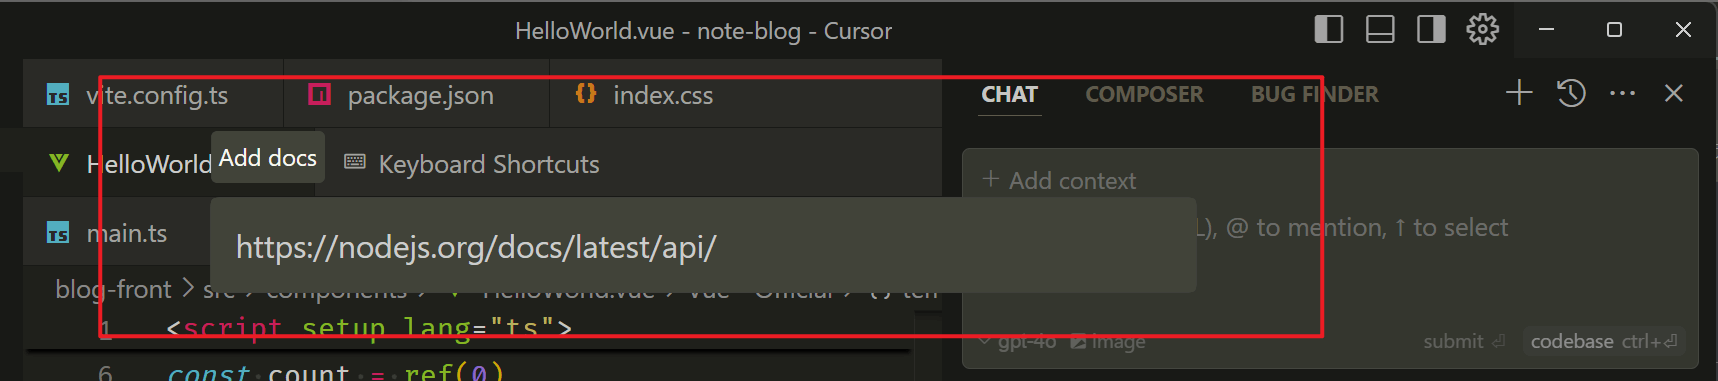 HelloWorld.vue - note-blog - Cursor
TS vite.config.ts
package.json
{} index.css
CHAT
COMPOSER
BUG FINDER
HelloWorld
Add docs
Keyboard Shortcuts
+ Add context
TS main.ts
https://nodejs.org/docs/latest/api/
L), @ to mention, ↑ to select
blog-front > src > components > HelloWorld.vue > Vue - Official > {} tem
1 <script setup lang="ts">
gpt-4o
image
submit ⏎
codebase ctrl+⏎
6 const count = ref(0)